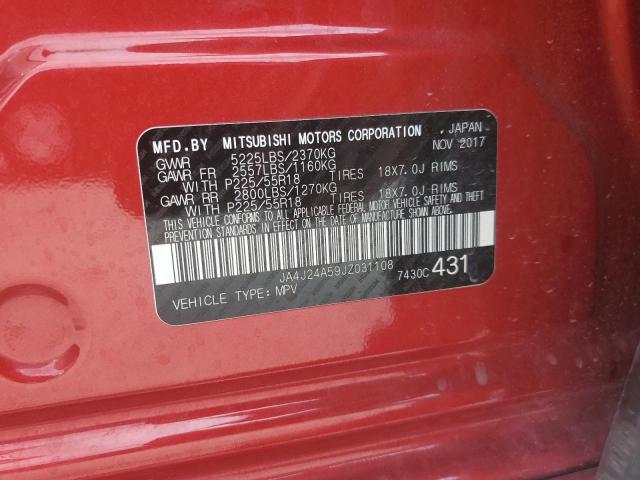 MFD.BY MITSUBISHI MOTORS CORPORATION, JAPAN
GVWR 5225LBS/2370KG NOV 2017
GAWR FR 2557LBS/1160KG
WITH P225/55R18 TIRES 18X7.0J RIMS
GAWR RR 2800LBS/1270KG
WITH P225/55R18 TIRES 18X7.0J RIMS
THIS VEHICLE CONFORMS TO ALL APPLICABLE FEDERAL MOTOR VEHICLE SAFETY AND THEFT
PREVENTION STANDARDS IN EFFECT ON THE DATE OF MANUFACTURE SHOWN ABOVE.
JA4J24A59JZ031108
VEHICLE TYPE: MPV 7430C 431